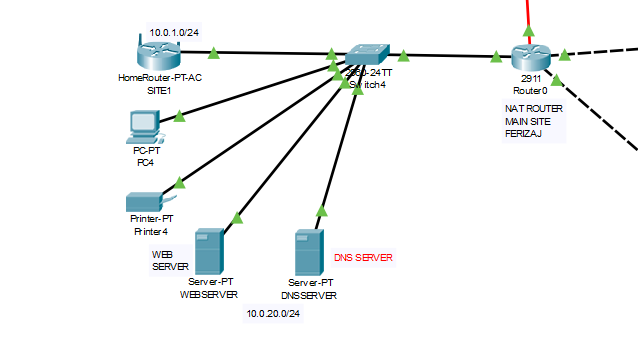 10.0.1.0/24
HomeRouter-PT-AC
SITE1
2960-24TT
Switch4
2911
Router0
NAT ROUTER
MAIN SITE
FERIZAJ
PC-PT
PC4
Printer-PT
Printer4
WEB
SERVER
Server-PT
WEBSERVER
DNS SERVER
Server-PT
DNSSERVER
10.0.20.0/24